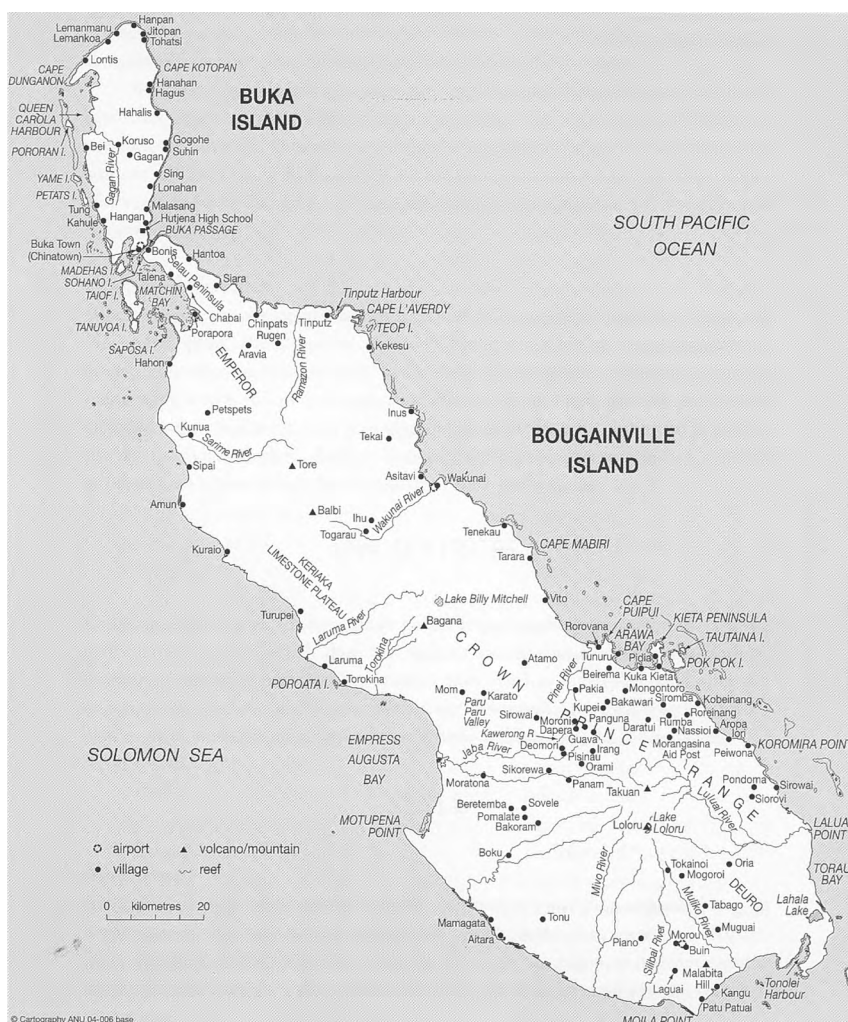 Hanpan
Lemanmanu
Jitopan
Lemankoa
Tohatsi
Lontis
CAPE
DUNGANON
CAPE KOTOPAN
Hanahan
Hagus
BUKA
ISLAND
QUEEN
CAROLA
HARBOUR
Hahalis
PORORAN I.
Bei
Koruso
Gogohe
Suhin
Gagan
Gagan River
YAME I.
Sing
PETATS I.
Lonahan
Tung
Malasang
Kahule
Hangan
Hutjena High School
BUKA PASSAGE
Buka Town
(Chinatown)
Bonis
Hantoa
MADEHAS I.
SOHANO I.
Talena
Selau Peninsula
Siara
TAIOF I.
MATCHIN
BAY
Chabai
TANUVOA I.
Porapora
SAPOSA I.
Hahon
SOUTH PACIFIC
OCEAN
Tinputz Harbour
CAPE L'AVERDY
TEOP I.
Chinpats
Tinputz
Rugen
Aravia
Kekesu
EMPEROR
Ramazon River
Petspets
Inus
Kunua
Tekai
Sarime River
BOUGAINVILLE
ISLAND
Sipai
Tore
Asitavi
Wakunai
Amun
Balbi
Ihu
Wakunai River
Togarau
Tenekau
CAPE MABIRI
Tarara
Kuraio
KERIAKA
LIMESTONE PLATEAU
Lake Billy Mitchell
Vito
CAPE
PUIPUI
KIETA PENINSULA
Turupei
Laruma River
Bagana
Rorovana
ARAWA
BAY
TAUTAINA I.
Tunuru
Pidia
POK POK I.
Laruma
Torokina
Atamo
Pinei River
Beirema
Kuka
Kieta
Torokina
POROATA I.
Mom
Karato
Pakia
Mongontoro
Paru
Paru
Valley
Kupei
Bakawari
Siromba
Kobeinang
Sirowai
Moroni
Panguna
Roreinang
Dapera
Daratui
Rumba
Aropa
Kawerong R
Guava
Nassioi
Iori
SOLOMON SEA
EMPRESS
AUGUSTA
BAY
Jaba River
Deomori
Irang
Morangasina
Aid Post
Peiwona
KOROMIRA POINT
Pisinau
Orami
CROWN PRINCE RANGE
Sikorewa
Moratona
Panam
Takuan
Pondoma
Sirowai
Siorovi
Luluai River
MOTUPENA
POINT
Beretemba
Sovele
Pomalate
Bakoram
Lake
Loloru
Loloru
LALUA
POINT
airport
volcano/mountain
village
reef
0 kilometres 20
Boku
Mivo River
Tokainoi
Mogoroi
Oria
TORAU
BAY
DEURO
Muliko River
Tabago
Lahala
Lake
Mamagata
Tonu
Muguai
Aitara
Piano
Silibai River
Morou
Buin
Malabita
Hill
Tonolei
Harbour
Laguai
Kangu
Patu Patuai
MOILA POINT
© Cartography ANU 04-006 base